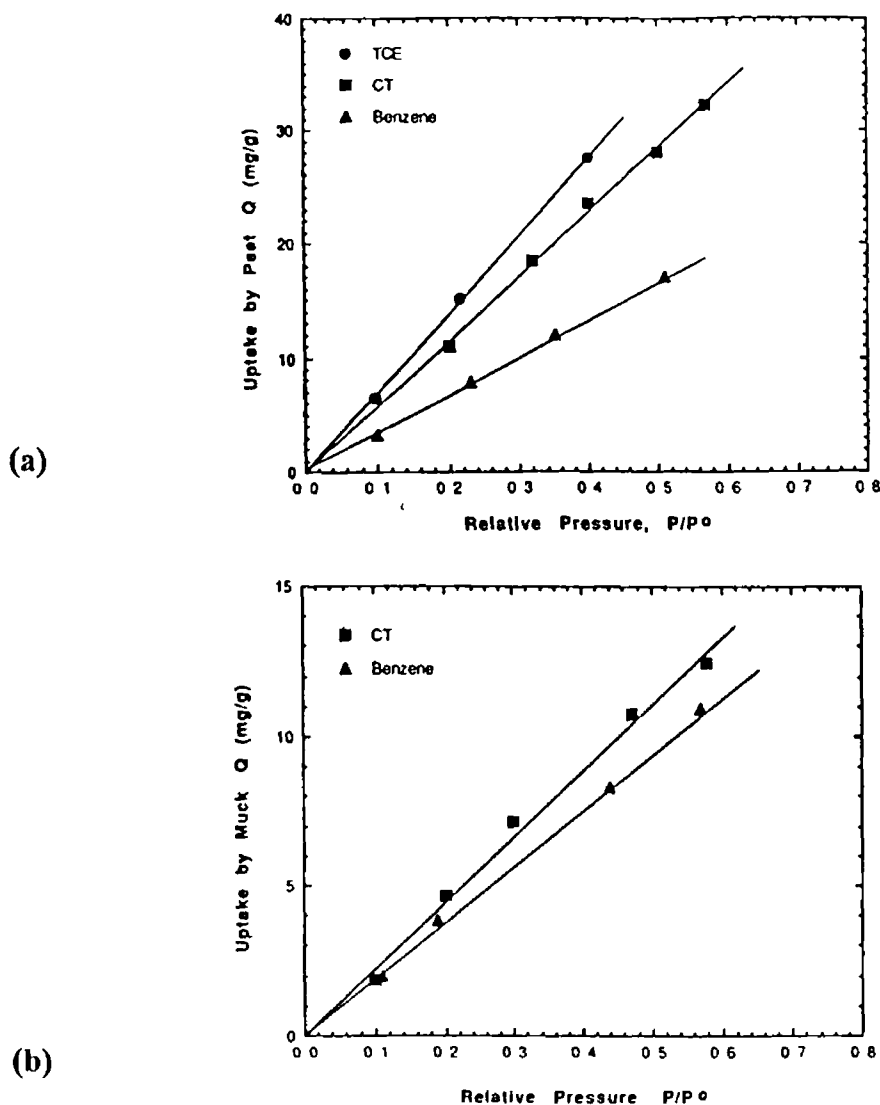 40
30
20
10
0
TCE
CT
Benzene
Uptake by Peat Q (mg/g)
0 0 0 1 0 2 0 3 0 4 0 5 0 6 0 7 0 8
Relative Pressure, P/Pº
(a)
15
10
5
0
CT
Benzene
Uptake by Muck Q (mg/g)
0 0 0 1 0 2 0 3 0 4 0 5 0 6 0 7 0 8
Relative Pressure P/Pº
(b)